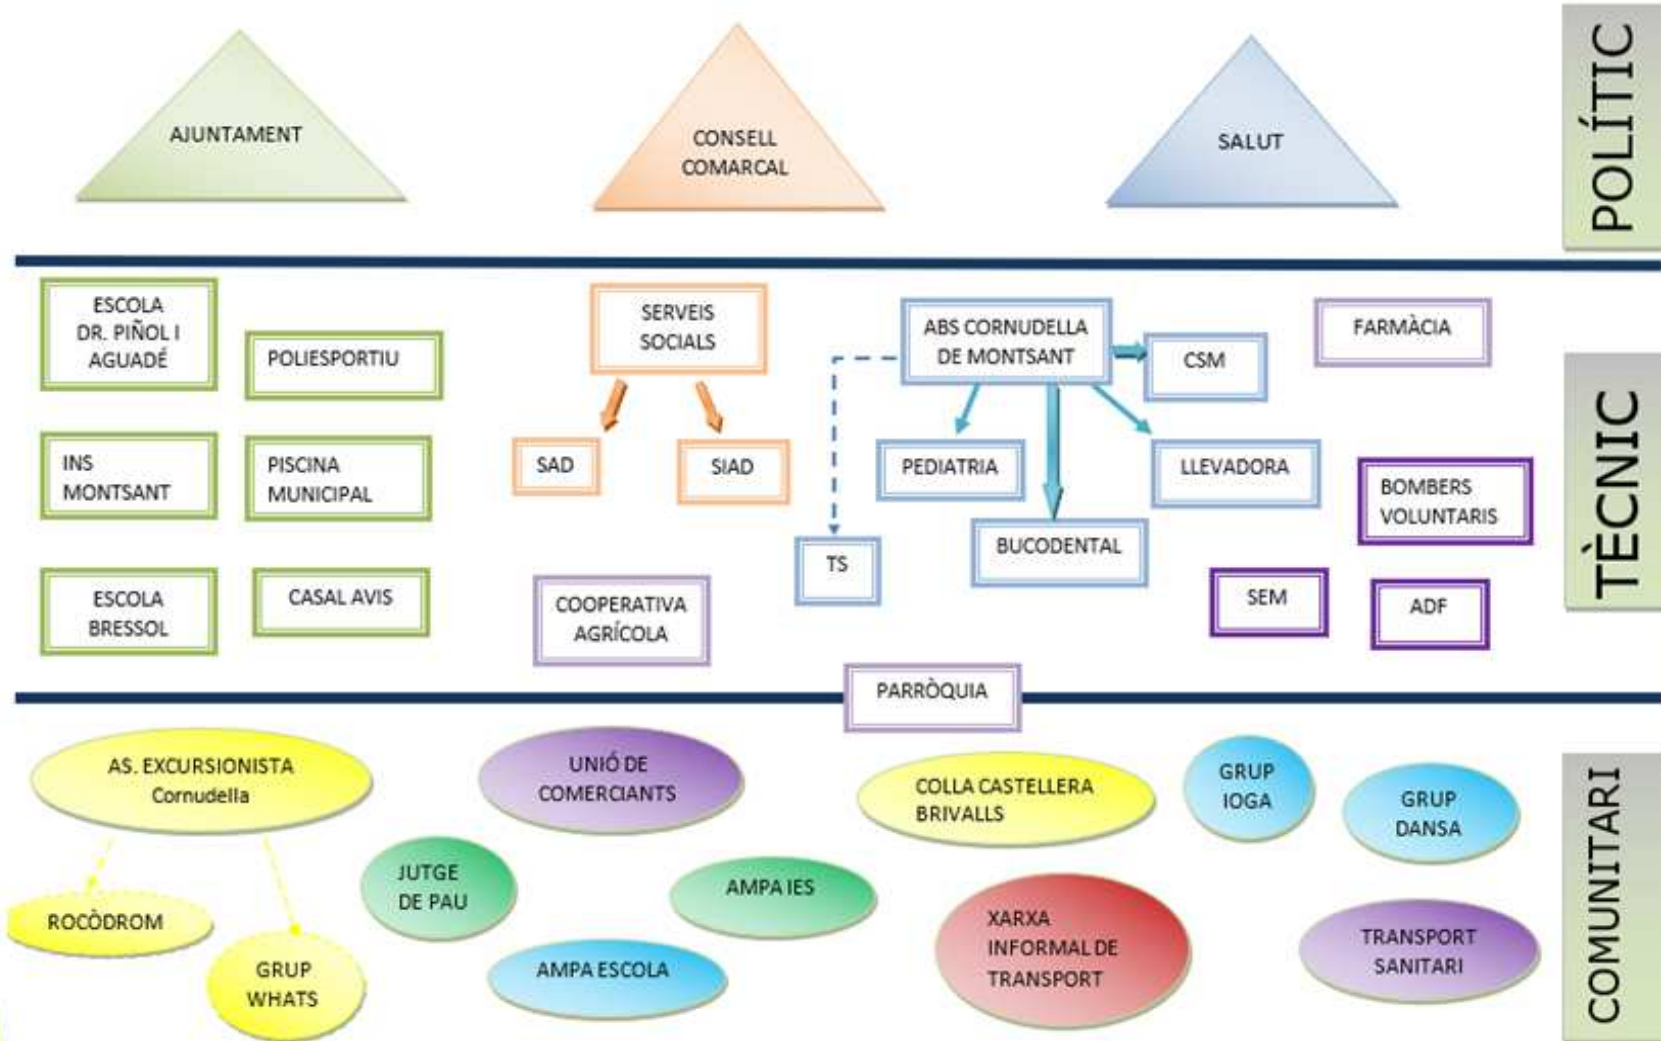 AJUNTAMENT
CONSELL
COMARCAL
SALUT
POLÍTIC
ESCOLA
DR. PIÑOL I
AGUADÉ
POLIESPORTIU
SERVEIS
SOCIALS
ABS CORNUDELLA
DE MONTSANT
CSM
FARMÀCIA
INS
MONTSANT
PISCINA
MUNICIPAL
SAD
SIAD
PEDIATRIA
LLEVADORA
BOMBERS
VOLUNTARIS
TÈCNIC
ESCOLA
BRESSOL
CASAL AVIS
COOPERATIVA
AGRÍCOLA
TS
BUCODENTAL
SEM
ADF
PARRÒQUIA
AS. EXCURSIONISTA
Cornudella
UNIÓ DE
COMERCIANTS
COLLA CASTELLERA
BRIVALLS
GRUP
IOGA
GRUP
DANSA
COMUNITARI
ROCÒDROM
GRUP
WHATS
JUTGE
DE PAU
AMPA IES
AMPA ESCOLA
XARXA
INFORMAL DE
TRANSPORT
TRANSPORT
SANITARI